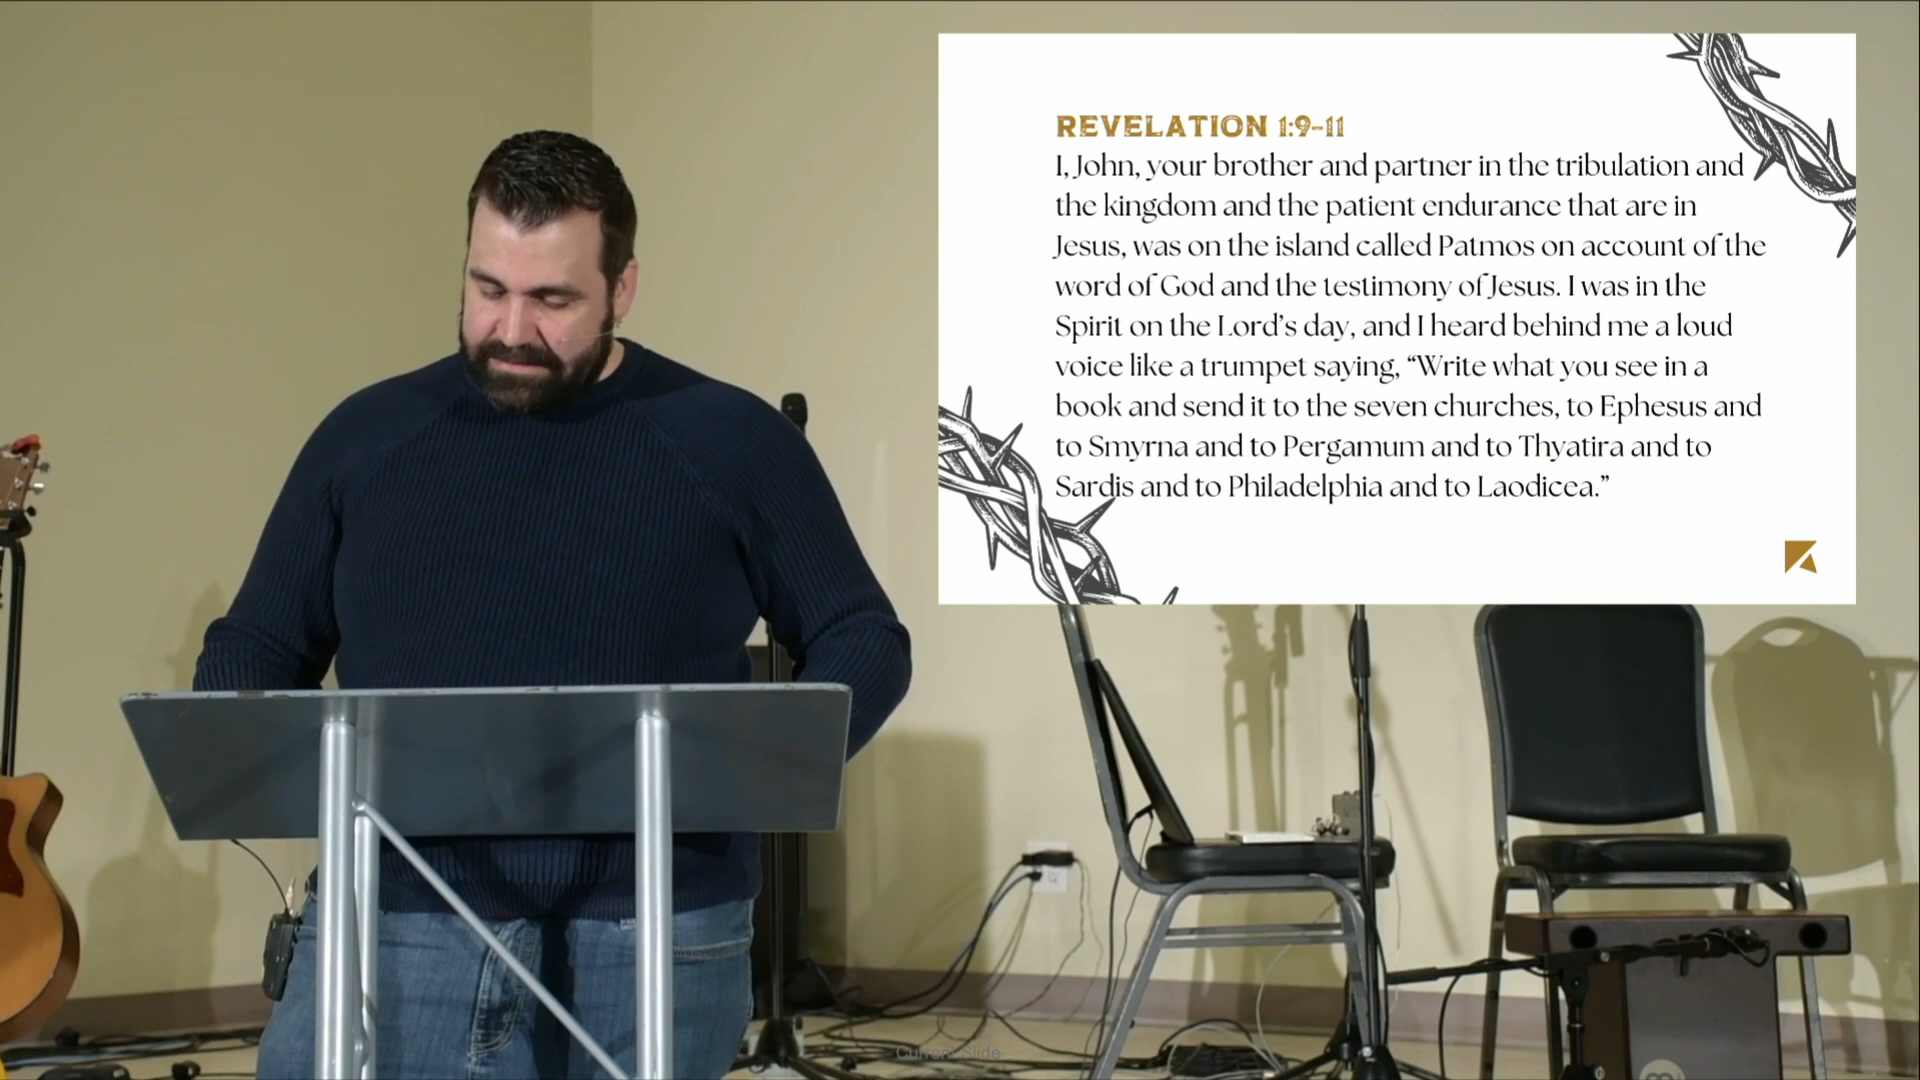 REVELATION 1:9-11
I, John, your brother and partner in the tribulation and
the kingdom and the patient endurance that are in
Jesus, was on the island called Patmos on account of the
word of God and the testimony of Jesus. I was in the
Spirit on the Lord’s day, and I heard behind me a loud
voice like a trumpet saying, “Write what you see in a
book and send it to the seven churches, to Ephesus and
to Smyrna and to Pergamum and to Thyatira and to
Sardis and to Philadelphia and to Laodicea.”
Current Slide